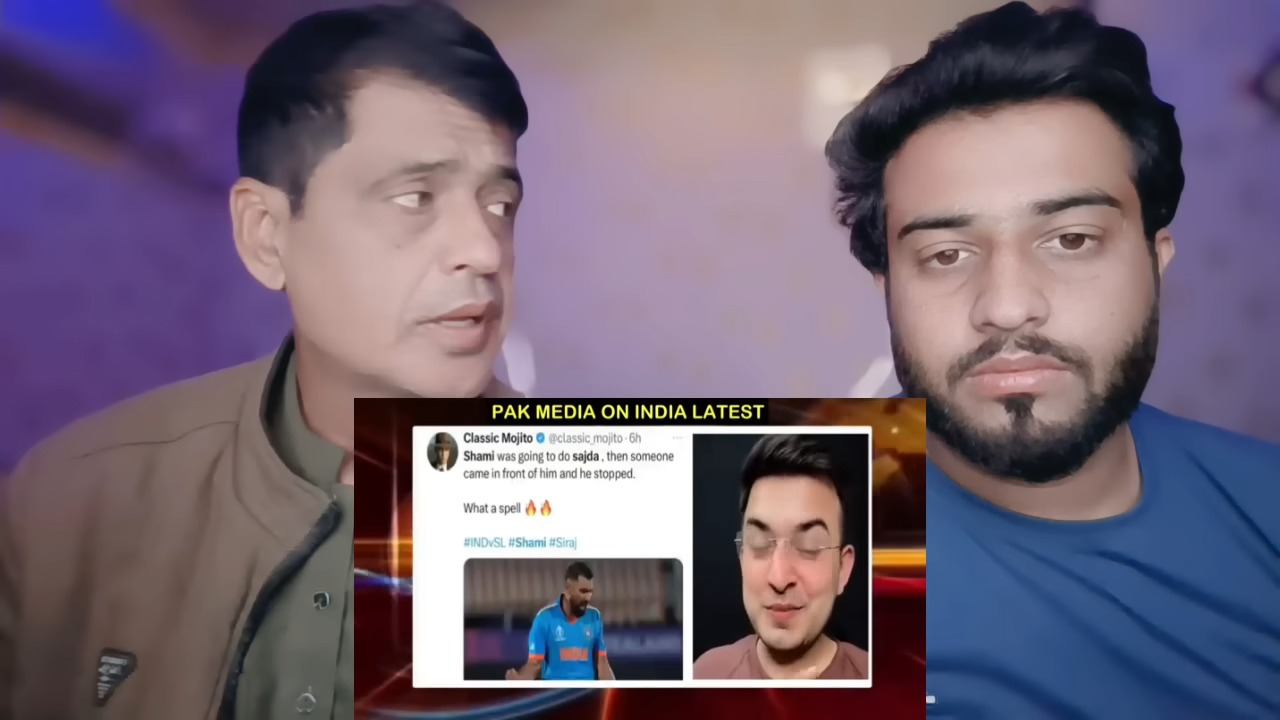 PAK MEDIA ON INDIA LATEST
Classic Mojito @classic_mojito · 6h
Shami was going to do sajda, then someone
came in front of him and he stopped.
What a spell 🔥🔥
#INDvSL #Shami #Siraj
INDIA